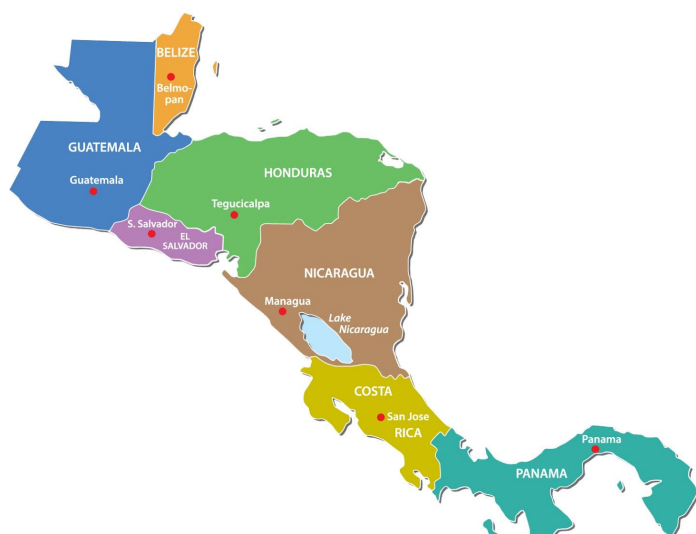 BELIZE
Belmo-
pan
GUATEMALA
Guatemala
HONDURAS
Tegucicalpa
S. Salvador
EL
SALVADOR
NICARAGUA
Managua
Lake
Nicaragua
COSTA
San Jose
RICA
Panama
PANAMA